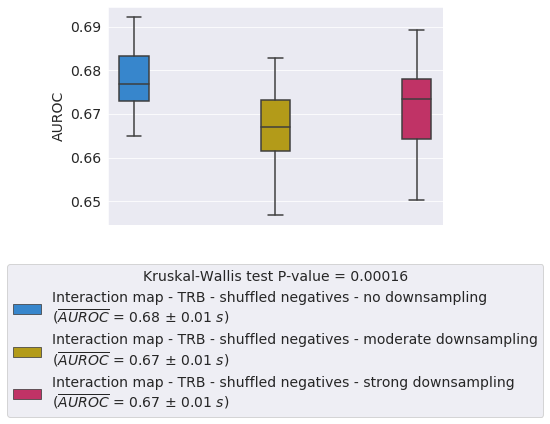 0.69
0.68
0.67
0.66
0.65
AUROC
Kruskal-Wallis test P-value = 0.00016
Interaction map - TRB - shuffled negatives - no downsampling
(AUROC = 0.68 ± 0.01 s)
Interaction map - TRB - shuffled negatives - moderate downsampling
(AUROC = 0.67 ± 0.01 s)
Interaction map - TRB - shuffled negatives - strong downsampling
(AUROC = 0.67 ± 0.01 s)